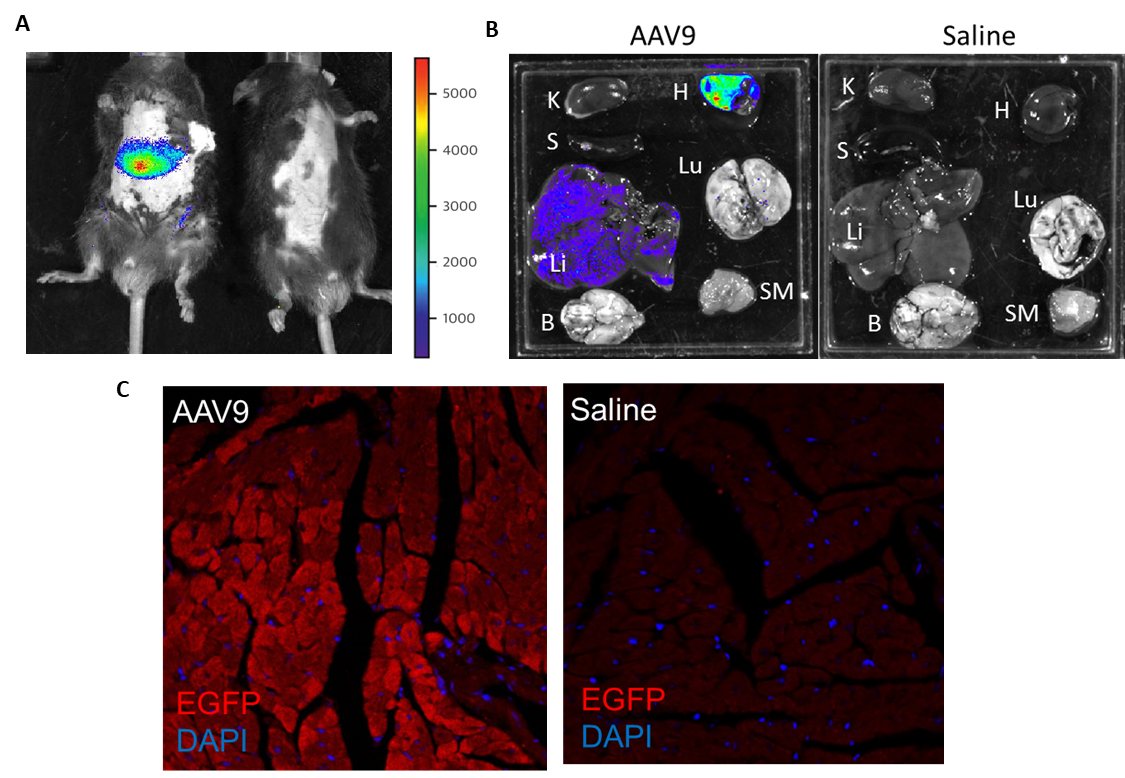 A
5000
4000
3000
2000
1000
B
AAV9
Saline
K
H
S
Lu
Li
B
SM
H
K
S
Lu
Li
B
SM
C
AAV9
EGFP
DAPI
Saline
EGFP
DAPI